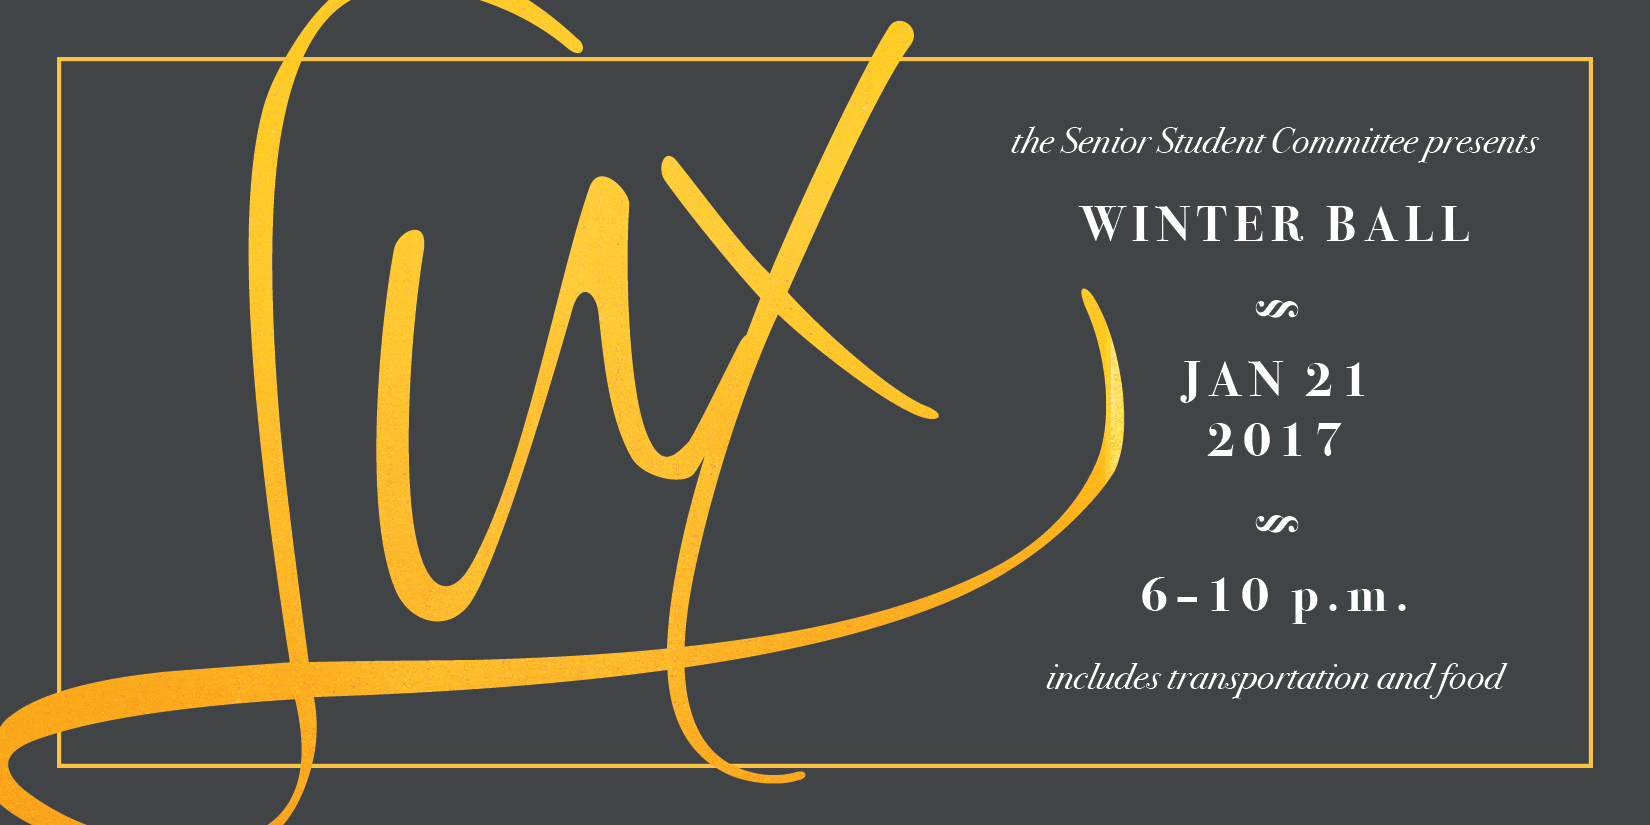 Lux
the Senior Student Committee presents
WINTER BALL
JAN 21
2017
6–10 p.m.
includes transportation and food